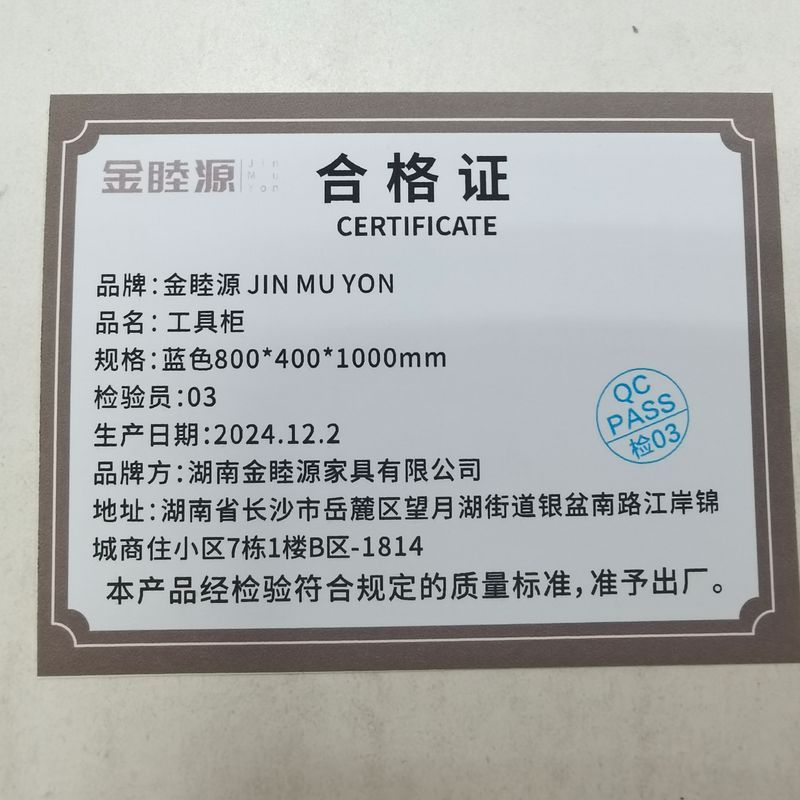 金睦源 Jin Mu Yon
合格证
CERTIFICATE
品牌：金睦源 JIN MU YON
品名：工具柜
规格：蓝色800*400*1000mm
检验员：03
生产日期：2024.12.2
品牌方：湖南金睦源家具有限公司
地址：湖南省长沙市岳麓区望月湖街道银盆南路江岸锦
城商住小区7栋1楼B区-1814
本产品经检验符合规定的质量标准，准予出厂。
QC
PASS
检03